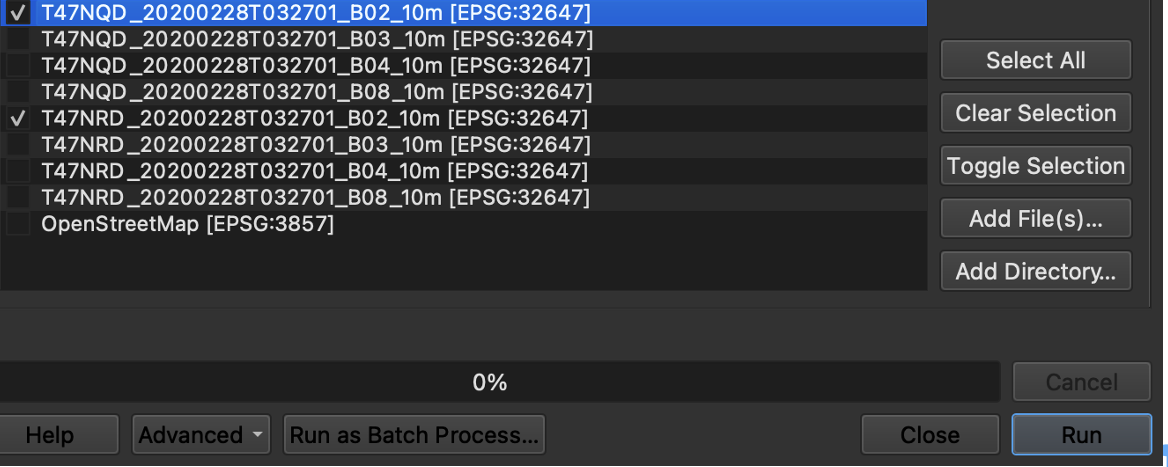 T47NQD_20200228T032701_B02_10m [EPSG:32647]
T47NQD_20200228T032701_B03_10m [EPSG:32647]
T47NQD_20200228T032701_B04_10m [EPSG:32647]
T47NQD_20200228T032701_B08_10m [EPSG:32647]
T47NRD_20200228T032701_B02_10m [EPSG:32647]
T47NRD_20200228T032701_B03_10m [EPSG:32647]
T47NRD_20200228T032701_B04_10m [EPSG:32647]
T47NRD_20200228T032701_B08_10m [EPSG:32647]
OpenStreetMap [EPSG:3857]
Select All
Clear Selection
Toggle Selection
Add File(s)...
Add Directory...
0%
Cancel
Help
Advanced
Run as Batch Process...
Close
Run